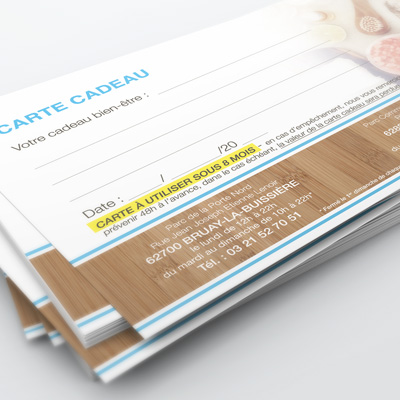 CARTE CADEAU
Votre cadeau bien-être :
Date : / /20
CARTE À UTILISER SOUS 8 MOIS - en cas d'empêchement, nous vous
prévenir 48h à l'avance, dans le cas échéant, la valeur de la carte cadeau sera perdue
Parc de la Porte Nord
Rue Jean Joseph Etienne Lenoir
62700 BRUAY-LA-BUISSIÈRE
le lundi de 12h à 22h
du mardi au dimanche de 10h à 22h*
Tél. : 03 21 52 70 51
* Fermé le 1er dimanche de